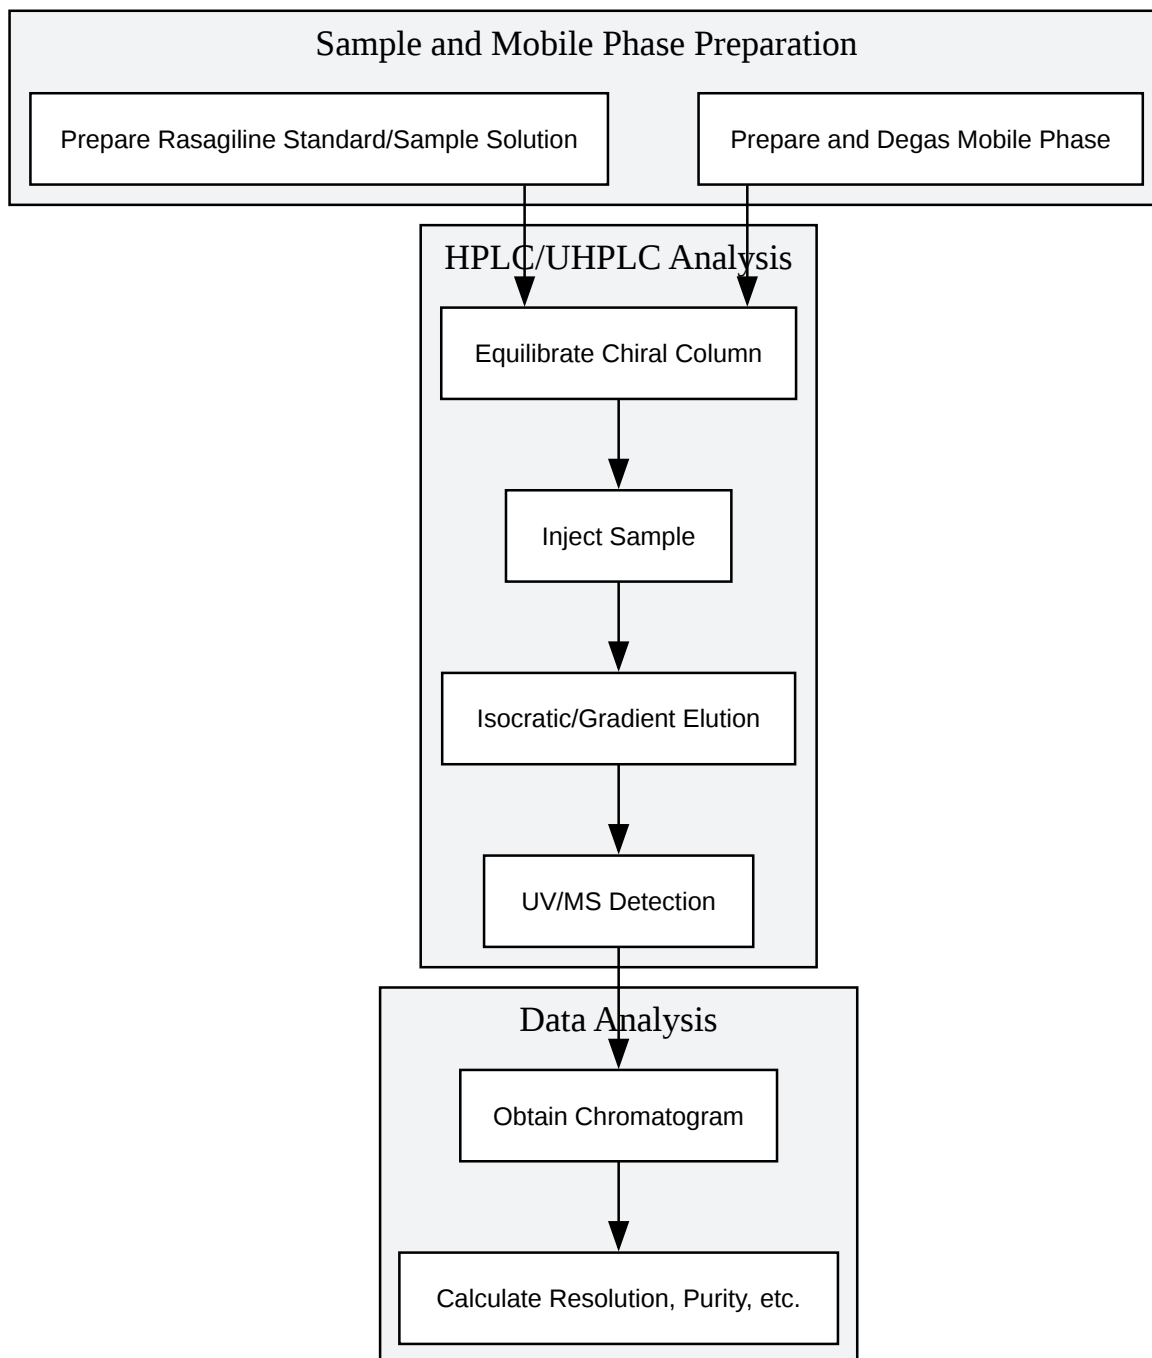 Sample and Mobile Phase Preparation
Prepare Rasagiline Standard/Sample Solution
Prepare and Degas Mobile Phase
HPLC/UHPLC Analysis
Equilibrate Chiral Column
Inject Sample
Isocratic/Gradient Elution
UV/MS Detection
Data Analysis
Obtain Chromatogram
Calculate Resolution, Purity, etc.